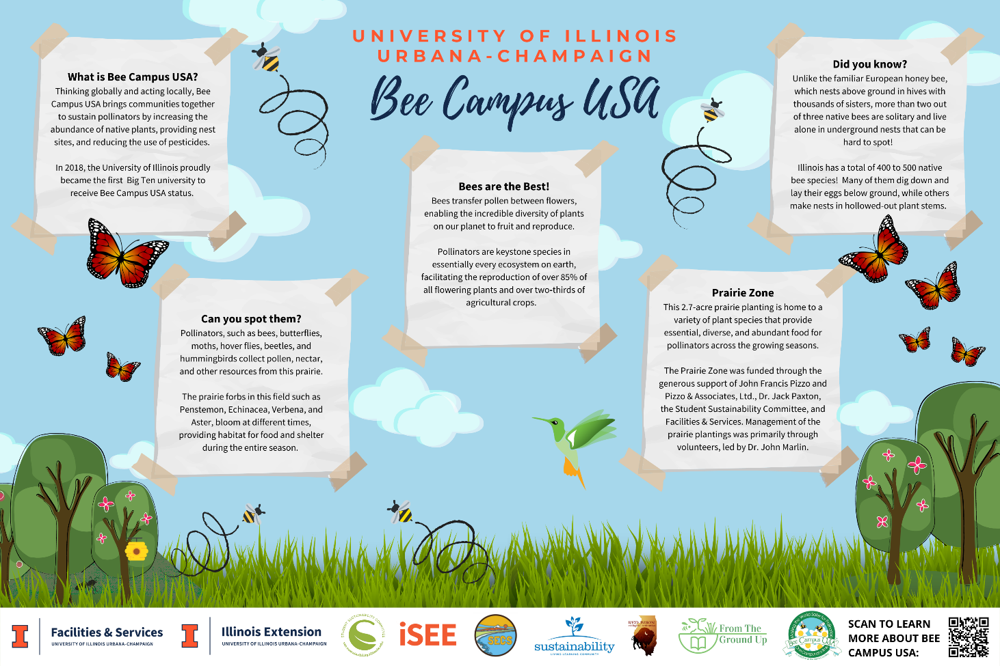 UNIVERSITY OF ILLINOIS
URBANA-CHAMPAIGN
Bee Campus USA
What is Bee Campus USA?
Thinking globally and acting locally, Bee
Campus USA brings communities together
to sustain pollinators by increasing the
abundance of native plants, providing nest
sites, and reducing the use of pesticides.
In 2018, the University of Illinois proudly
became the first Big Ten university to
receive Bee Campus USA status.
Can you spot them?
Pollinators, such as bees, butterflies,
moths, hover flies, beetles, and
hummingbirds collect pollen, nectar,
and other resources from this prairie.
The prairie forbs in this field such as
Penstemon, Echinacea, Verbena, and
Aster, bloom at different times,
providing habitat for food and shelter
during the entire season.
Bees are the Best!
Bees transfer pollen between flowers,
enabling the incredible diversity of plants
on our planet to fruit and reproduce.
Pollinators are keystone species in
essentially every ecosystem on earth,
facilitating the reproduction of over 85% of
all flowering plants and over two-thirds of
agricultural crops.
Did you know?
Unlike the familiar European honey bee,
which nests above ground in hives with
thousands of sisters, more than two out
of three native bees are solitary and live
alone in underground nests that can be
hard to spot!
Illinois has a total of 400 to 500 native
bee species! Many of them dig down and
lay their eggs below ground, while others
make nests in hollowed-out plant stems.
Prairie Zone
This 2.7-acre prairie planting is home to a
variety of plant species that provide
essential, diverse, and abundant food for
pollinators across the growing seasons.
The Prairie Zone was funded through the
generous support of John Francis Pizzo and
Pizzo & Associates, Ltd., Dr. Jack Paxton,
the Student Sustainability Committee, and
Facilities & Services. Management of the
prairie plantings was primarily through
volunteers, led by Dr. John Marlin.
I
Facilities & Services
UNIVERSITY OF ILLINOIS URBANA-CHAMPAIGN
I
Illinois Extension
UNIVERSITY OF ILLINOIS URBANA-CHAMPAIGN
STUDENT SUSTAINABILITY COMMITTEE
iSEE
SECS
sustainability
LIVING-LEARNING COMMUNITY
RED BISON
From The
Ground Up
Bee Campus USA
SCAN TO LEARN
MORE ABOUT BEE
CAMPUS USA: